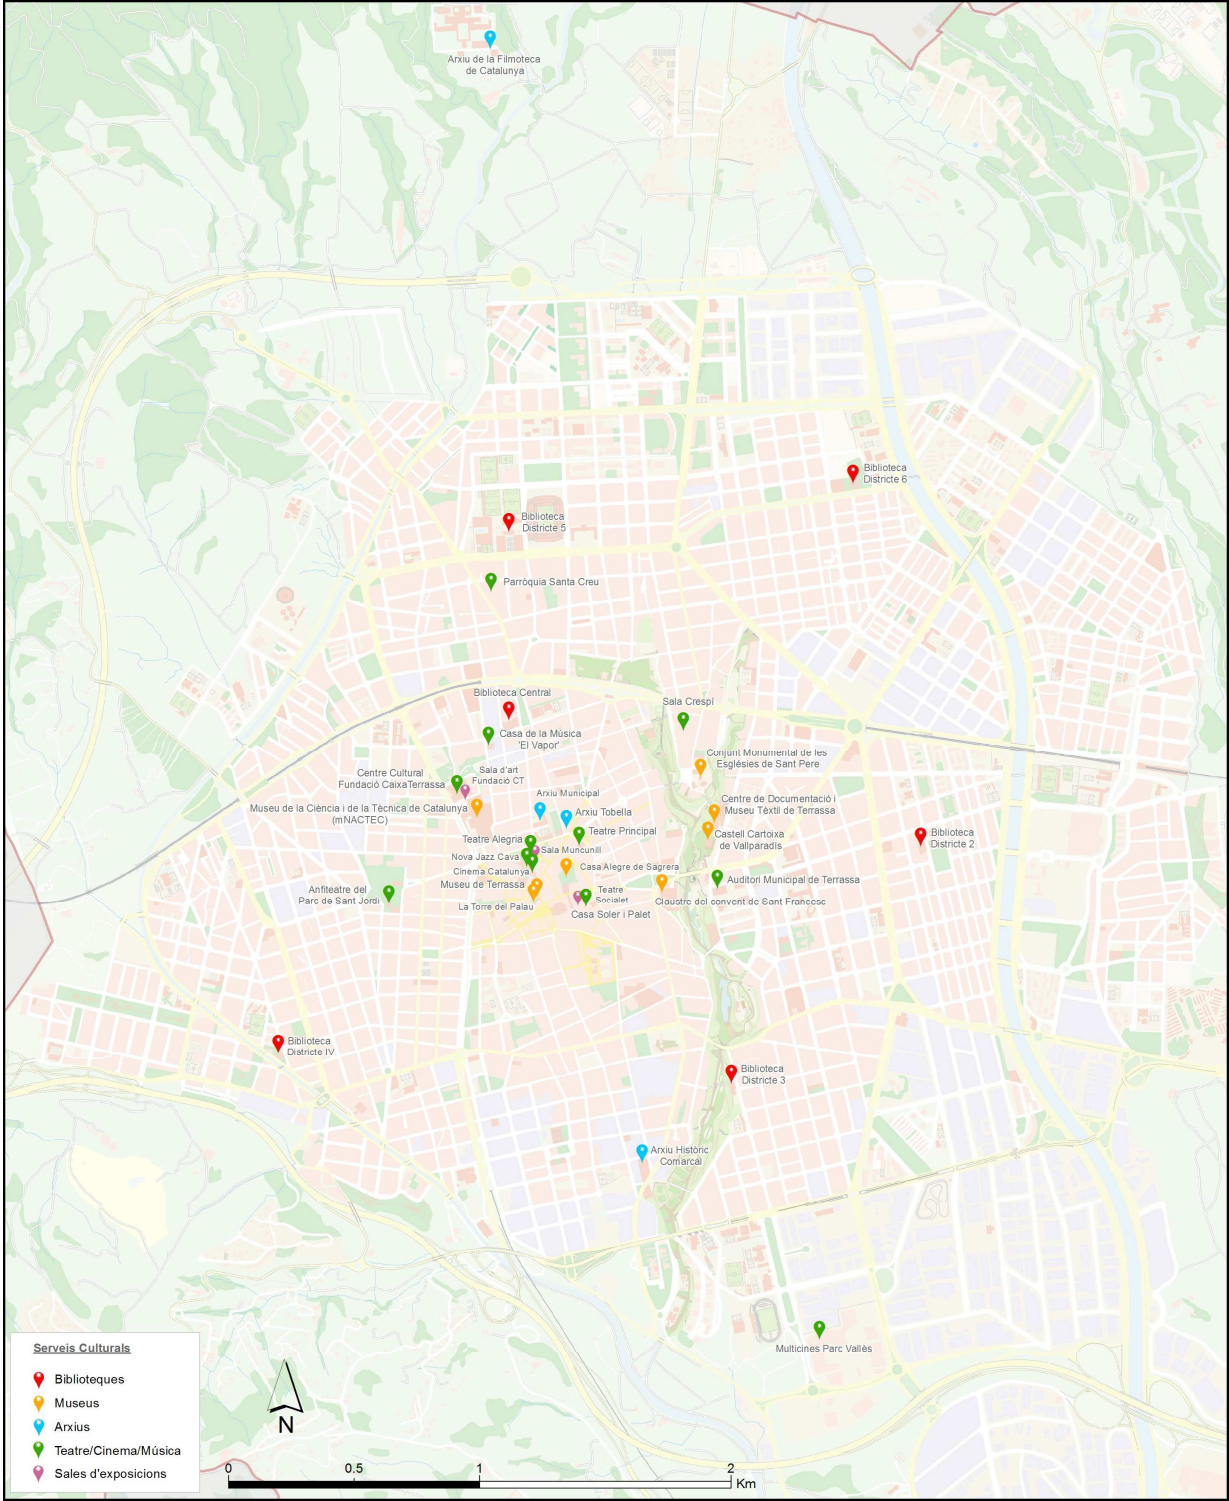 Arxiu de la Filmoteca
de Catalunya
Biblioteca
Districte 6
Biblioteca
Districte 5
Parròquia Santa Creu
Biblioteca Central
Sala Crespí
Casa de la Música
'El Vapor'
Conjunt Monumental de les
Esglésies de Sant Pere
Centre Cultural
Fundació CaixaTerrassa
Sala d'art
Fundació CT
Arxiu Municipal
Museu de la Ciència i de la Tècnica de Catalunya
(mNACTEC)
Arxiu Tobella
Centre de Documentació i
Museu Tèxtil de Terrassa
Teatre Principal
Castell Cartoixa
de Vallparadís
Biblioteca
Districte 2
Teatre Alegria
Sala Muncunill
Nova Jazz Cava
Cinema Catalunya
Casa Alegre de Sagrera
Museu de Terrassa
Auditori Municipal de Terrassa
Anfiteatre del
Parc de Sant Jordi
Teatre
Socialet
Claustre del convent de Sant Francesc
La Torre del Palau
Casa Soler i Palet
Biblioteca
Districte IV
Biblioteca
Districte 3
Arxiu Històric
Comarcal
Multicines Parc Vallès
Serveis Culturals
Biblioteques
Museus
Arxius
Teatre/Cinema/Música
Sales d'exposicions
N
0 0.5 1 2
Km